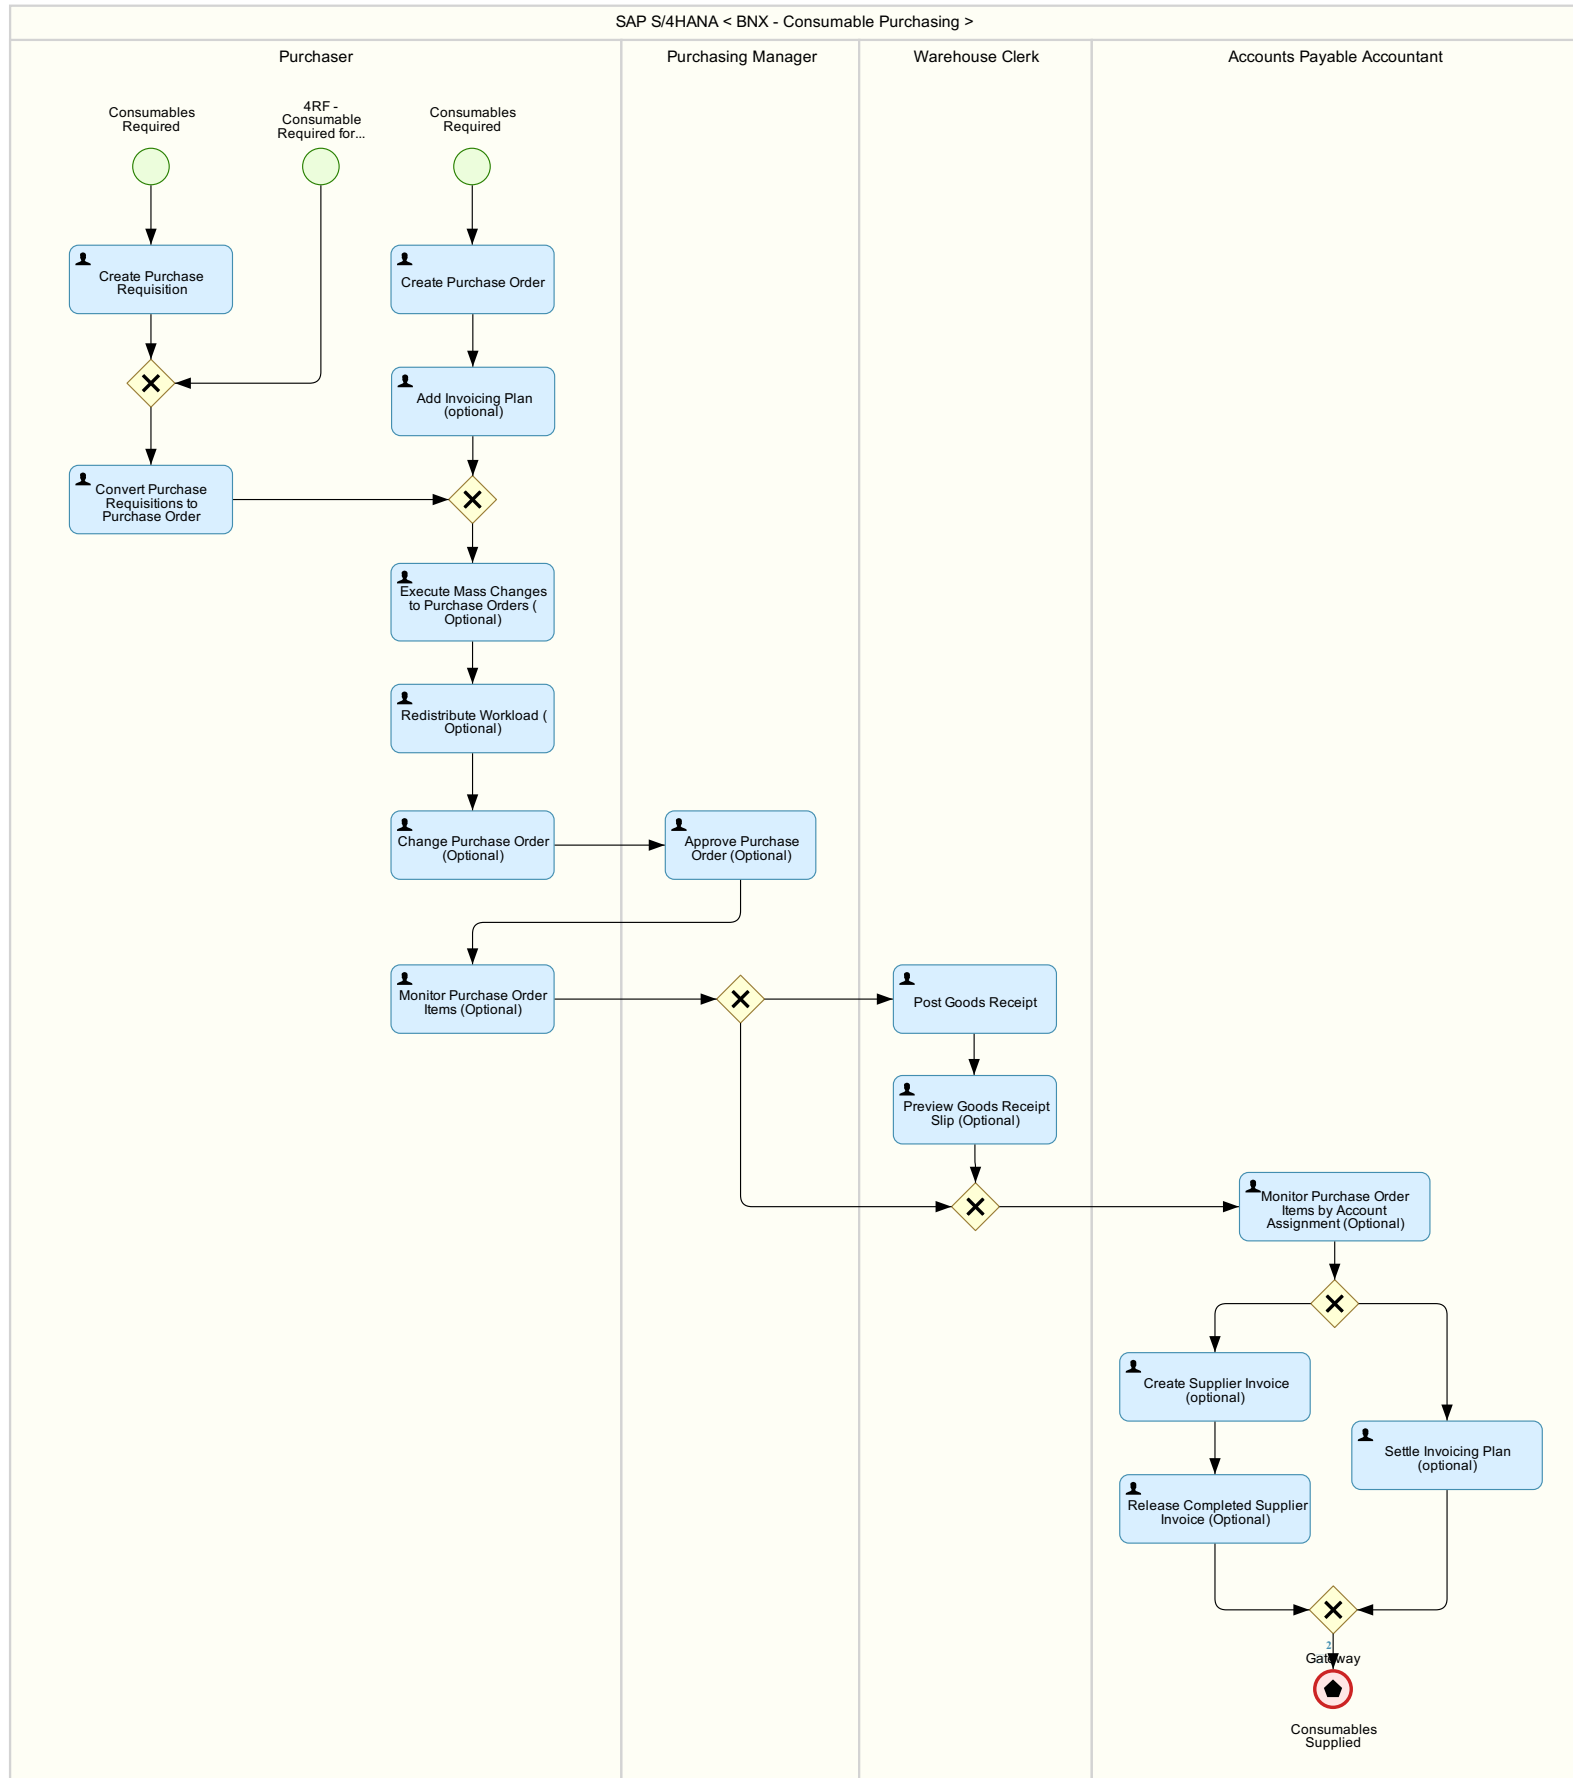 SAP S/4HANA < BNX - Consumable Purchasing >
Purchaser
Purchasing Manager
Warehouse Clerk
Accounts Payable Accountant
Consumables
Required
4RF -
Consumable
Required for...
Consumables
Required
Create Purchase
Requisition
Create Purchase Order
Add Invoicing Plan
(optional)
Convert Purchase
Requisitions to
Purchase Order
Execute Mass Changes
to Purchase Orders (
Optional)
Redistribute Workload (
Optional)
Change Purchase Order
(Optional)
Approve Purchase
Order (Optional)
Monitor Purchase Order
Items (Optional)
Post Goods Receipt
Preview Goods Receipt
Slip (Optional)
Monitor Purchase Order
Items by Account
Assignment (Optional)
Create Supplier Invoice
(optional)
Settle Invoicing Plan
(optional)
Release Completed Supplier
Invoice (Optional)
2
Gateway
Consumables
Supplied